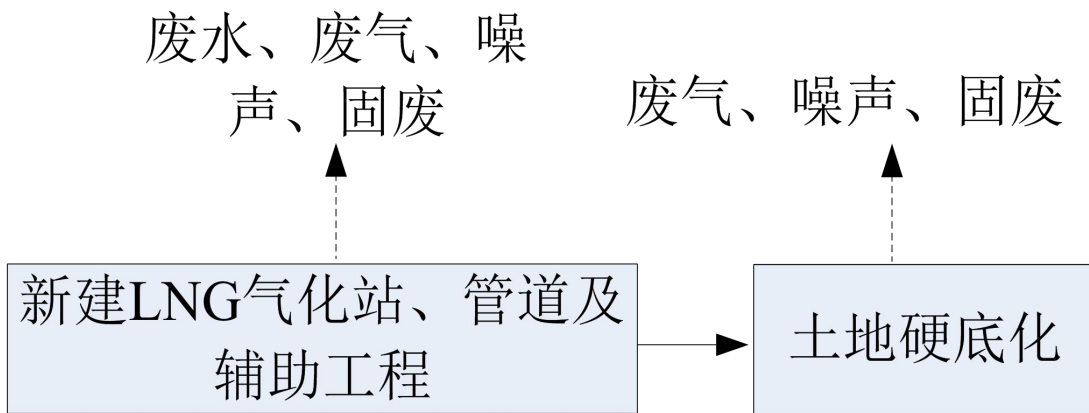 废水、废气、噪
声、固废
废气、噪声、固废
新建LNG气化站、管道及
辅助工程
土地硬底化